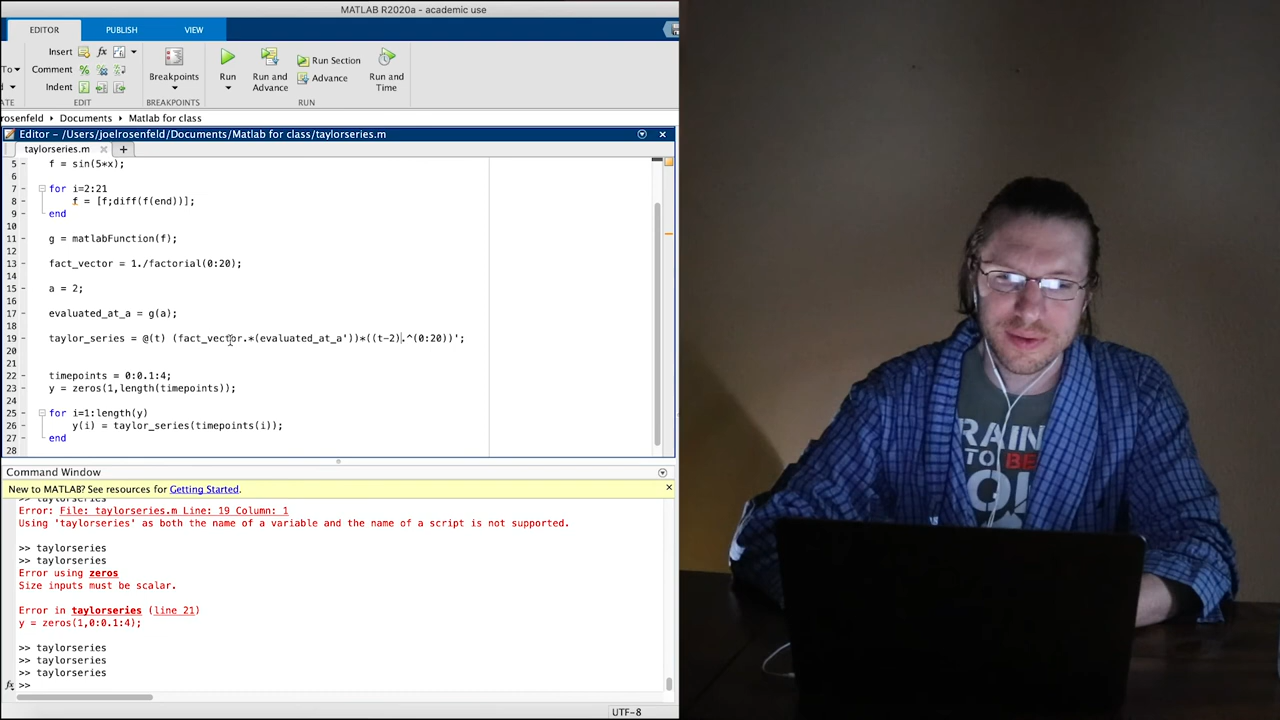 MATLAB R2020a - academic use
EDITOR PUBLISH VIEW
Insert fx
To Comment % % %
Indent
Breakpoints Run Run and Advance Run Section Advance Run and Time
EDIT BREAKPOINTS RUN
rosenfeld Documents Matlab for class
Editor - /Users/joelrosenfeld/Documents/Matlab for class/taylorseries.m
taylorseries.m +
5 - f = sin(5*x);
6
7 - for i=2:21
8 - f = [f;diff(f(end))];
9 - end
10
11 - g = matlabFunction(f);
12
13 - fact_vector = 1./factorial(0:20);
14
15 - a = 2;
16
17 - evaluated_at_a = g(a);
18
19 - taylor_series = @(t) (fact_vector.*(evaluated_at_a'))*((t-2).^(0:20))';
20
21
22 - timepoints = 0:0.1:4;
23 - y = zeros(1,length(timepoints));
24
25 - for i=1:length(y)
26 - y(i) = taylor_series(timepoints(i));
27 - end
28
Command Window
New to MATLAB? See resources for Getting Started.
>> taylorseries
Error: File: taylorseries.m Line: 19 Column: 1
Using 'taylorseries' as both the name of a variable and the name of a script is not supported.
>> taylorseries
>> taylorseries
Error using zeros
Size inputs must be scalar.
Error in taylorseries (line 21)
y = zeros(1,0:0.1:4);
>> taylorseries
>> taylorseries
>> taylorseries
fx >>
UTF-8
RAIN
TO BE